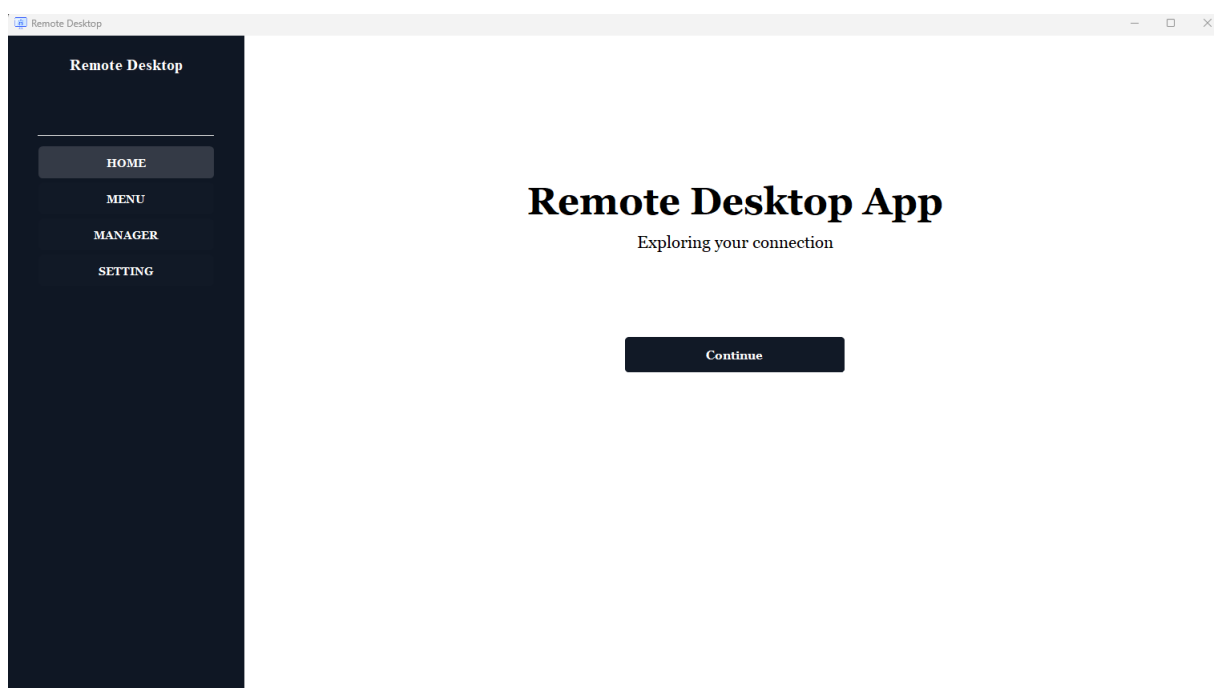 Remote Desktop
Remote Desktop
HOME
MENU
MANAGER
SETTING
Remote Desktop App
Exploring your connection
Continue